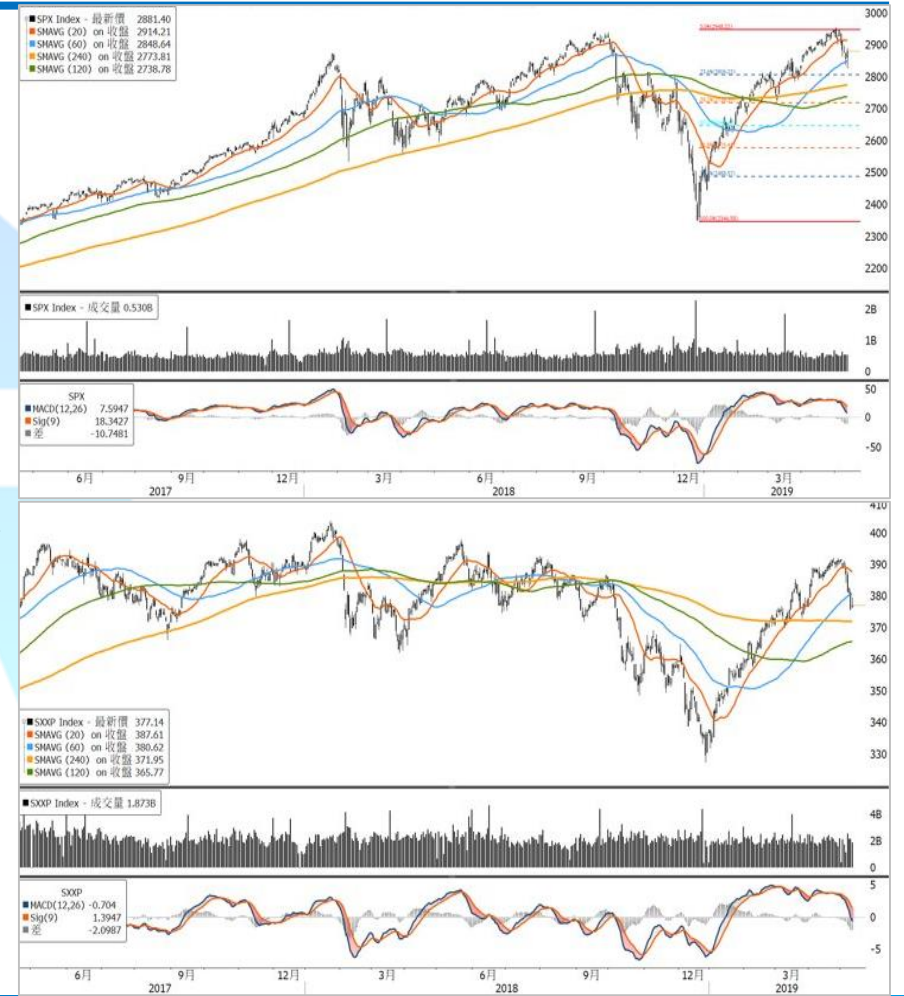 SPX Index - 最新價 2881.40
SMAVG (20) on 收盤 2914.21
SMAVG (60) on 收盤 2848.64
SMAVG (240) on 收盤 2773.81
SMAVG (120) on 收盤 2738.78
3000
2900
2800
2700
2600
2500
2400
2300
2200
SPX Index - 成交量 0.530B
2B
1B
0
SPX
MACD(12,26) 7.5947
Sig(9) 18.3427
差 -10.7481
50
0
-50
6月 9月 12月 3月 6月 9月 12月 3月
2017 2018 2019
410
400
390
380
370
360
350
340
330
SXXP Index - 最新價 377.14
SMAVG (20) on 收盤 387.61
SMAVG (60) on 收盤 380.62
SMAVG (240) on 收盤 371.95
SMAVG (120) on 收盤 365.77
SXXP Index - 成交量 1.873B
4B
2B
0
SXXP
MACD(12,26) -0.704
Sig(9) 1.3947
差 -2.0987
5
0
-5
6月 9月 12月 3月 6月 9月 12月 3月
2017 2018 2019